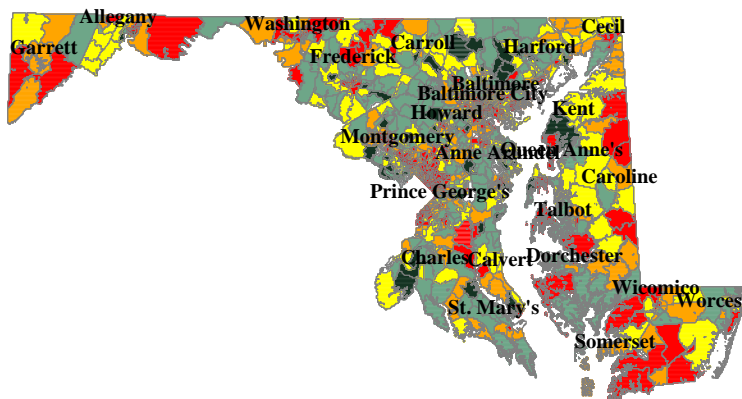 Allegany
Washington
Cecil
Garrett
Frederick
Carroll
Harford
Baltimore
Baltimore City
Howard
Kent
Montgomery
Anne Arundel
Queen Anne's
Caroline
Prince George's
Talbot
Charles
Calvert
Dorchester
Wicomico
Worces
St. Mary's
Somerset